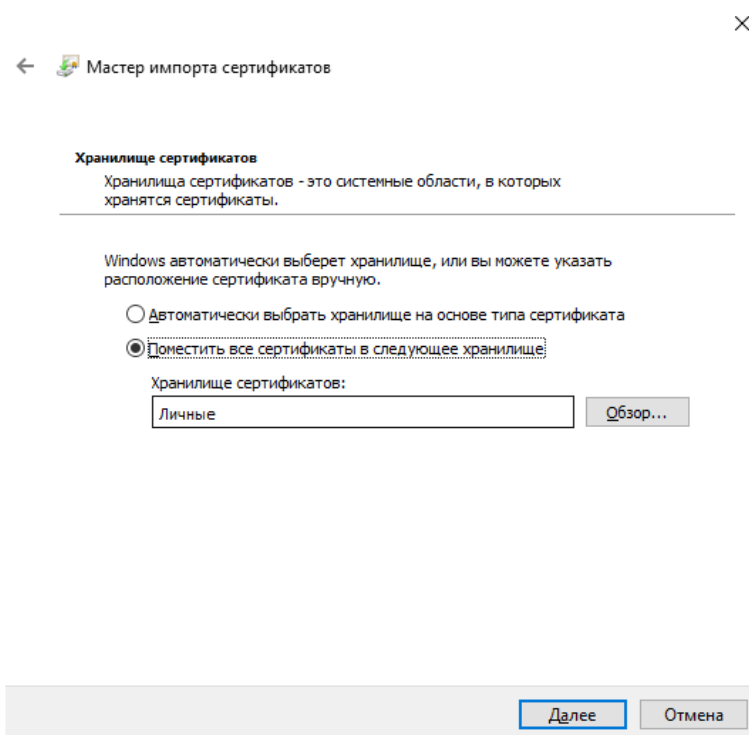 Мастер импорта сертификатов
Хранилище сертификатов
Хранилища сертификатов - это системные области, в которых
хранятся сертификаты.
Windows автоматически выберет хранилище, или вы можете указать
расположение сертификата вручную.
Автоматически выбрать хранилище на основе типа сертификата
Поместить все сертификаты в следующее хранилище
Хранилище сертификатов:
Личные
Обзор...
Далее
Отмена